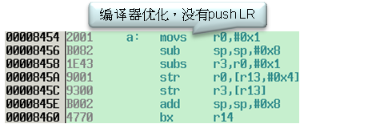 编译器优化，没有push LR
00008454 2001 a: movs r0,#0x1
00008456 B082 sub sp,sp,#0x8
00008458 1E43 subs r3,r0,#0x1
0000845A 9001 str r0,[r13,#0x4]
0000845C 9300 str r3,[r13]
0000845E B002 add sp,sp,#0x8
00008460 4770 bx r14